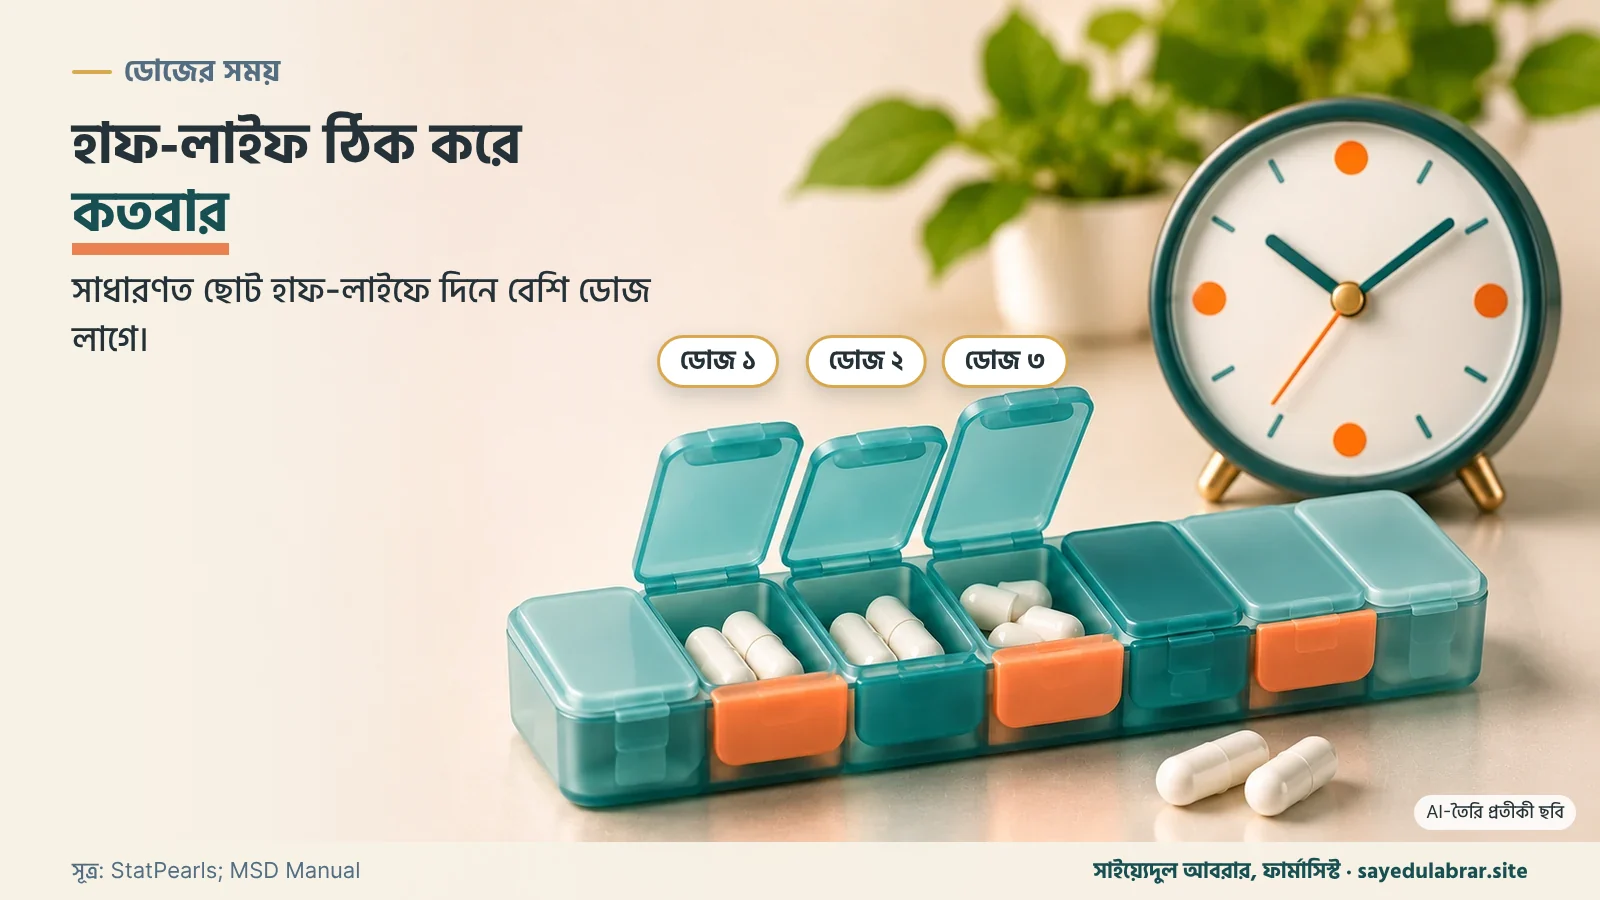 ডোজের সময়
হাফ-লাইফ ঠিক করে
কতবার
সাধারণত ছোট হাফ-লাইফে দিনে বেশি ডোজ
লাগে।
ডোজ ১
ডোজ ২
ডোজ ৩
AI-তৈরি প্রতীকী ছবি
সূত্র: StatPearls; MSD Manual
সাইয়্যেদুল আবরার, ফার্মাসিস্ট · sayedulabrar.site